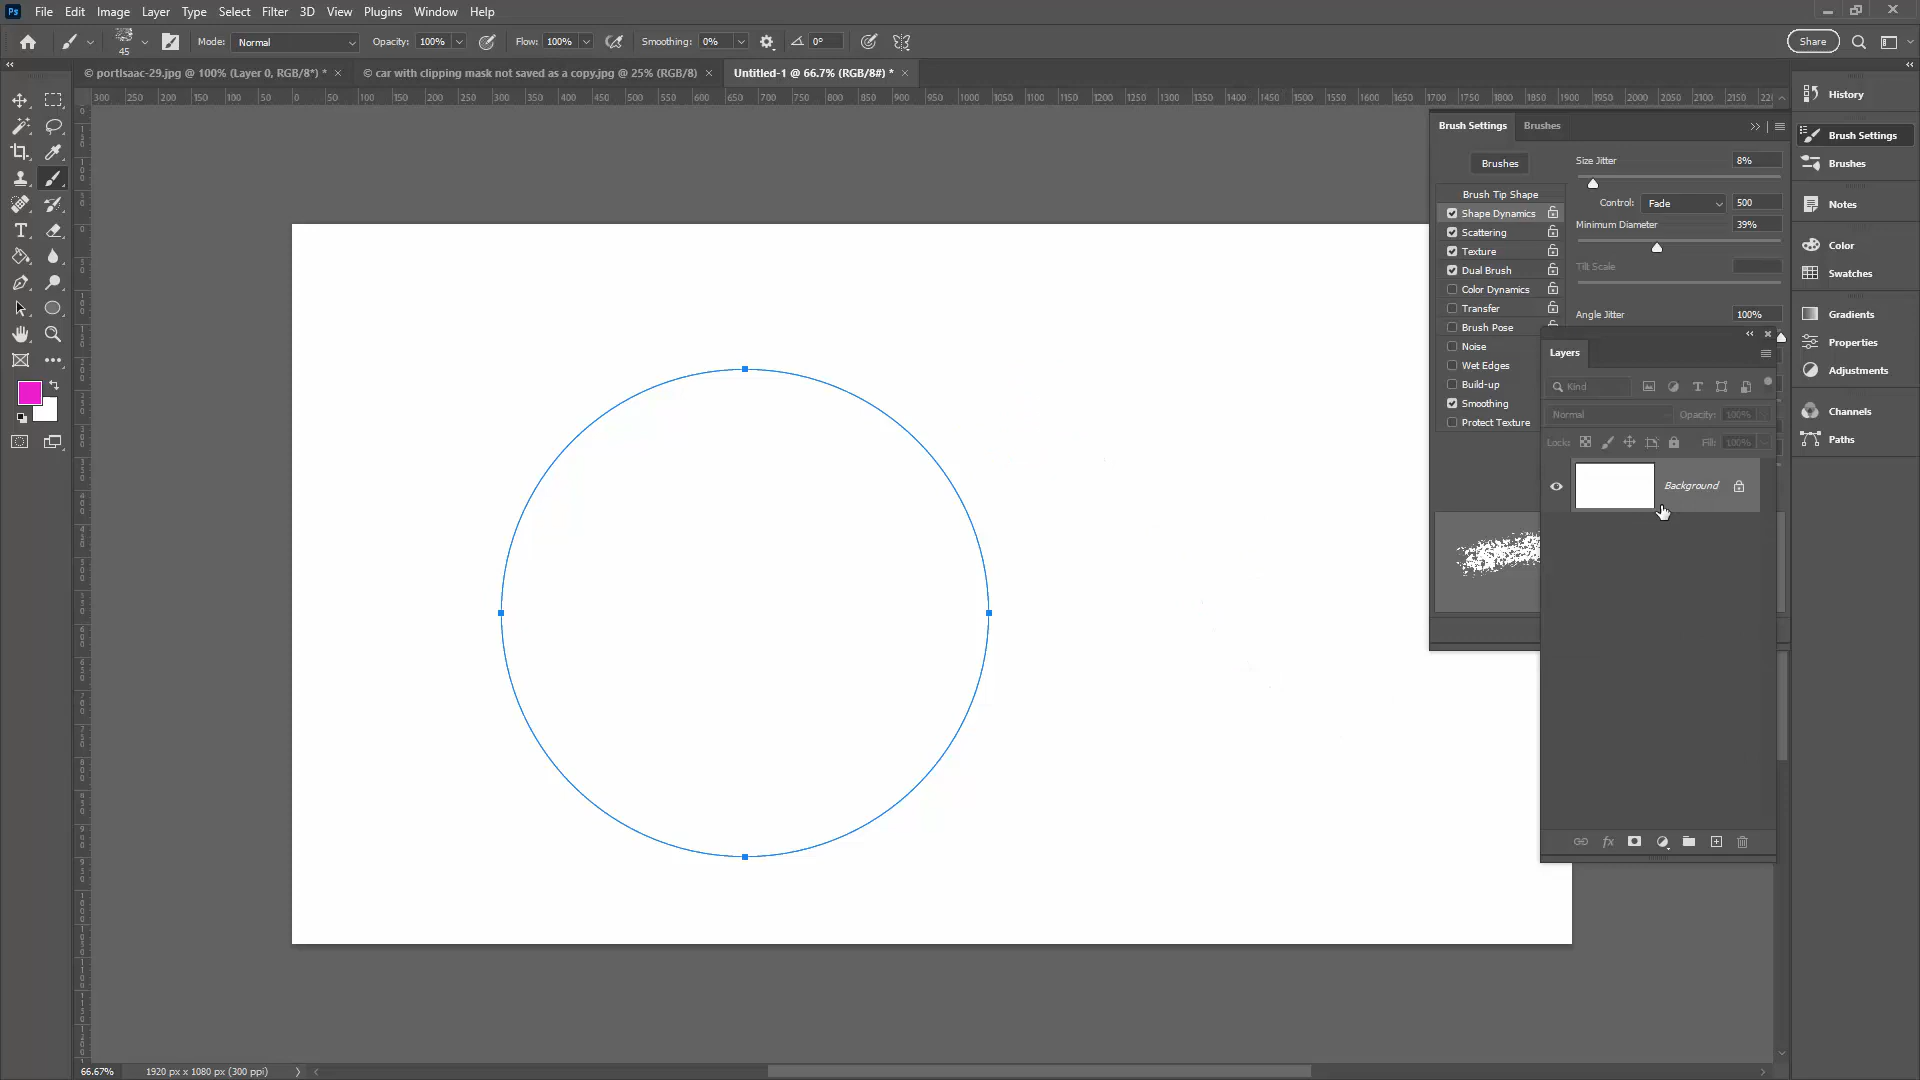 Ps File Edit Image Layer Type Select Filter 3D View Plugins Window Help
45 Mode: Normal Opacity: 100% Flow: 100% Smoothing: 0% 0° Share
© portIsaac-29.jpg @ 100% (Layer 0, RGB/8*) * × © car with clipping mask not saved as a copy.jpg @ 25% (RGB/8) × Untitled-1 @ 66.7% (RGB/8#) * ×
300 250 200 150 100 50 0 50 100 150 200 250 300 350 400 450 500 550 600 650 700 750 800 850 900 950 1000 1050 1100 1150 1200 1250 1300 1350 1400 1450 1500 1550 1600 1650 1700 1750 1800 1850 1900 1950 2000 2050 2100 2150
History
Brush Settings
Brushes
Notes
Color
Swatches
Gradients
Properties
Adjustments
Channels
Paths
Brush Settings Brushes
Brushes
Brush Tip Shape
Shape Dynamics
Scattering
Texture
Dual Brush
Color Dynamics
Transfer
Brush Pose
Noise
Wet Edges
Build-up
Smoothing
Protect Texture
Size Jitter 8%
Control: Fade 500
Minimum Diameter 39%
Tilt Scale
Angle Jitter 100%
Layers
Kind
Normal Opacity: 100%
Lock: Fill: 100%
Background
fx
66.67% 1920 px x 1080 px (300 ppi)